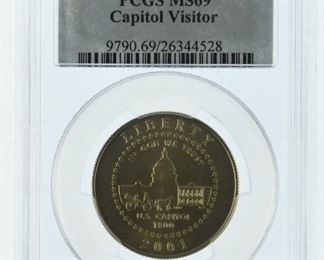 PCGS MS69
Capitol Visitor
9790.69/26344528
LIBERTY
IN GOD WE TRUST
U.S. CAPITOL
1800
2001